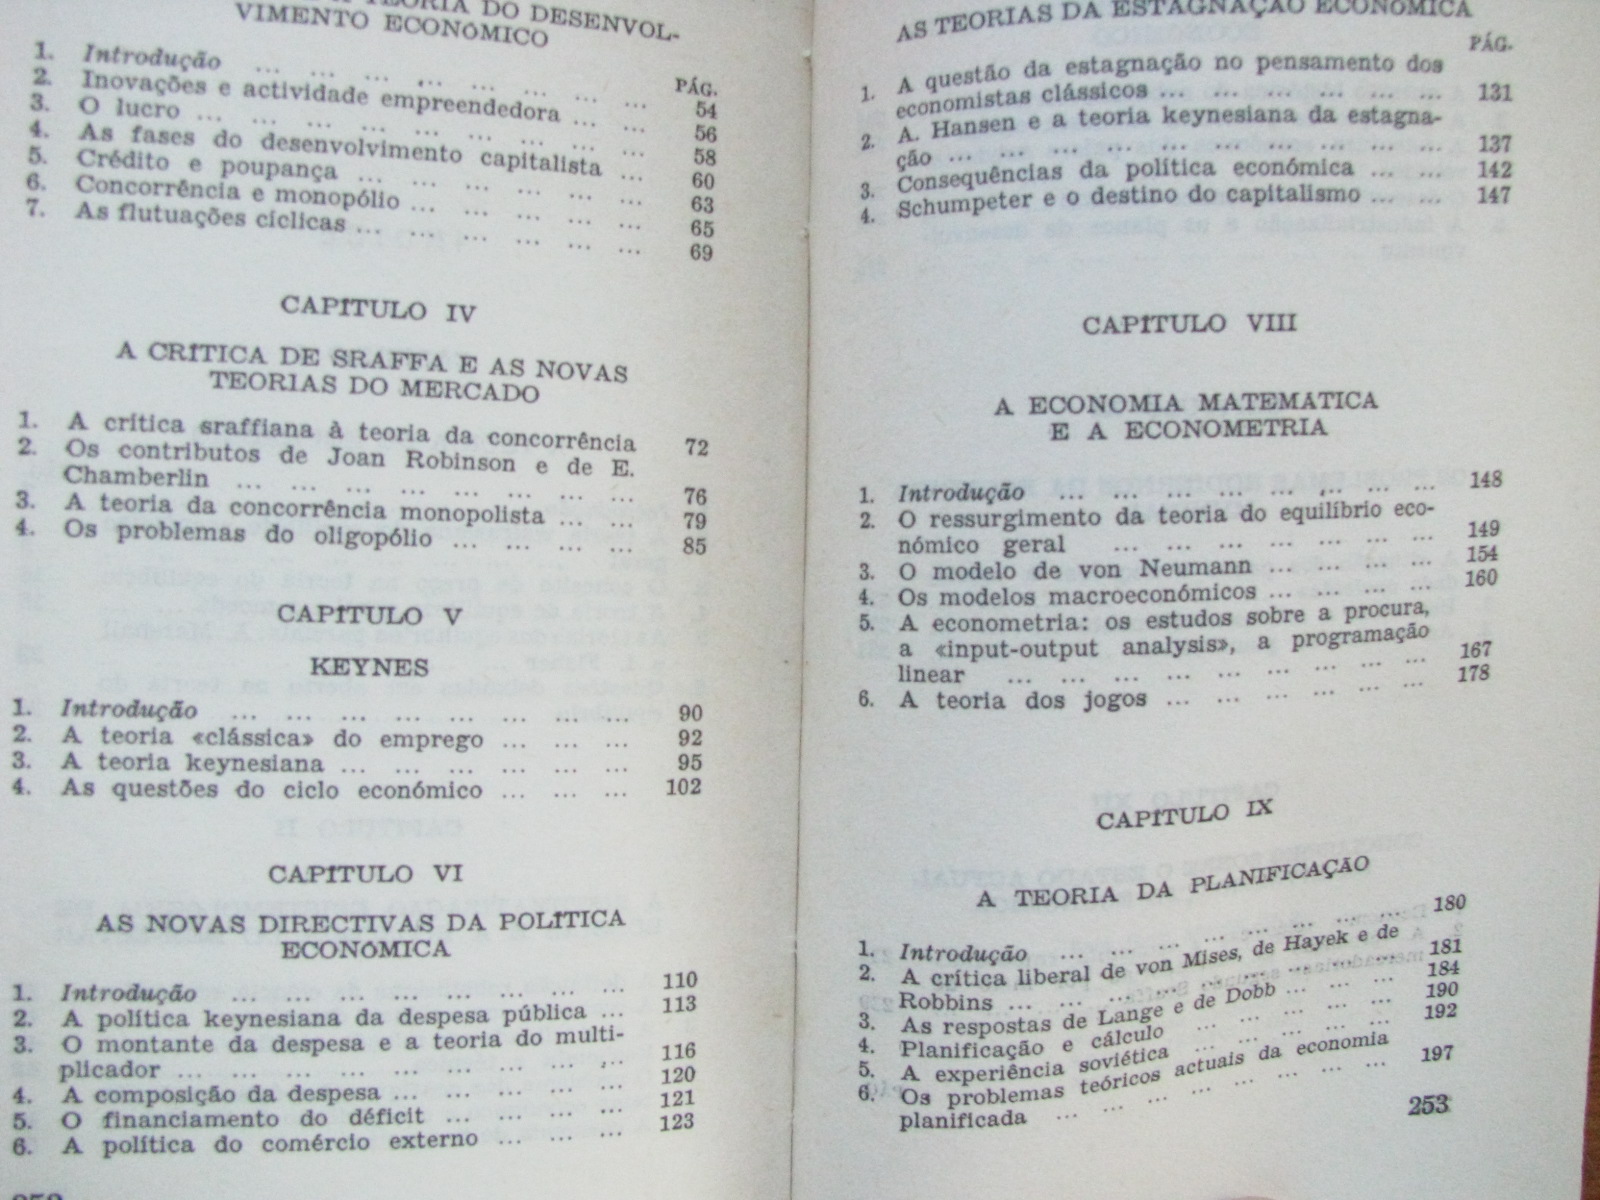 TEORIA DO DESENVOL-
VIMENTO ECONÓMICO
PÁG.
1. Introdução ... ... ... ... ... ... ... ... 54
2. Inovações e actividade empreendedora ... ... 56
3. O lucro ... ... ... ... ... ... ... ... ... 58
4. As fases do desenvolvimento capitalista ... 60
5. Crédito e poupança ... ... ... ... ... ... 63
6. Concorrência e monopólio ... ... ... ... ... 65
7. As flutuações cíclicas ... ... ... ... ... ... 69
CAPÍTULO IV
A CRÍTICA DE SRAFFA E AS NOVAS
TEORIAS DO MERCADO
1. A crítica sraffiana à teoria da concorrência 72
2. Os contributos de Joan Robinson e de E.
Chamberlin ... ... ... ... ... ... ... ... 76
3. A teoria da concorrência monopolista ... ... 79
4. Os problemas do oligopólio ... ... ... ... 85
CAPÍTULO V
KEYNES
1. Introdução ... ... ... ... ... ... ... ... 90
2. A teoria «clássica» do emprego ... ... ... 92
3. A teoria keynesiana ... ... ... ... ... ... 95
4. As questões do ciclo económico ... ... ... 102
CAPÍTULO VI
AS NOVAS DIRECTIVAS DA POLÍTICA
ECONÓMICA
1. Introdução ... ... ... ... ... ... ... ... 110
2. A política keynesiana da despesa pública ... 113
3. O montante da despesa e a teoria do multi-
plicador ... ... ... ... ... ... ... ... ... 116
4. A composição da despesa ... ... ... ... ... 120
5. O financiamento do déficit ... ... ... ... 121
6. A política do comércio externo ... ... ... 123
AS TEORIAS DA ESTAGNAÇÃO ECONÓMICA
PÁG.
1. A questão da estagnação no pensamento dos
economistas clássicos ... ... ... ... ... ... 131
2. A. Hansen e a teoria keynesiana da estagna-
ção ... ... ... ... ... ... ... ... ... ... 137
3. Consequências da política económica ... ... 142
4. Schumpeter e o destino do capitalismo ... ... 147
CAPÍTULO VIII
A ECONOMIA MATEMÁTICA
E A ECONOMETRIA
1. Introdução ... ... ... ... ... ... ... ... 148
2. O ressurgimento da teoria do equilíbrio eco-
nómico geral ... ... ... ... ... ... ... 149
3. O modelo de von Neumann ... ... ... ... 154
4. Os modelos macroeconómicos ... ... ... ... 160
5. A econometria: os estudos sobre a procura,
a «input-output analysis», a programação
linear ... ... ... ... ... ... ... ... 167
6. A teoria dos jogos ... ... ... ... ... ... 178
CAPÍTULO IX
A TEORIA DA PLANIFICAÇÃO
1. Introdução ... ... ... ... ... ... ... 180
2. A crítica liberal de von Mises, de Hayek e de
Robbins ... ... ... ... ... ... ... ... 181
3. As respostas de Lange e de Dobb ... ... ... 184
4. Planificação e cálculo ... ... ... ... ... 190
5. A experiência soviética ... ... ... ... ... 192
6. Os problemas teóricos actuais da economia
planificada ... ... ... ... ... ... ... ... 197
253